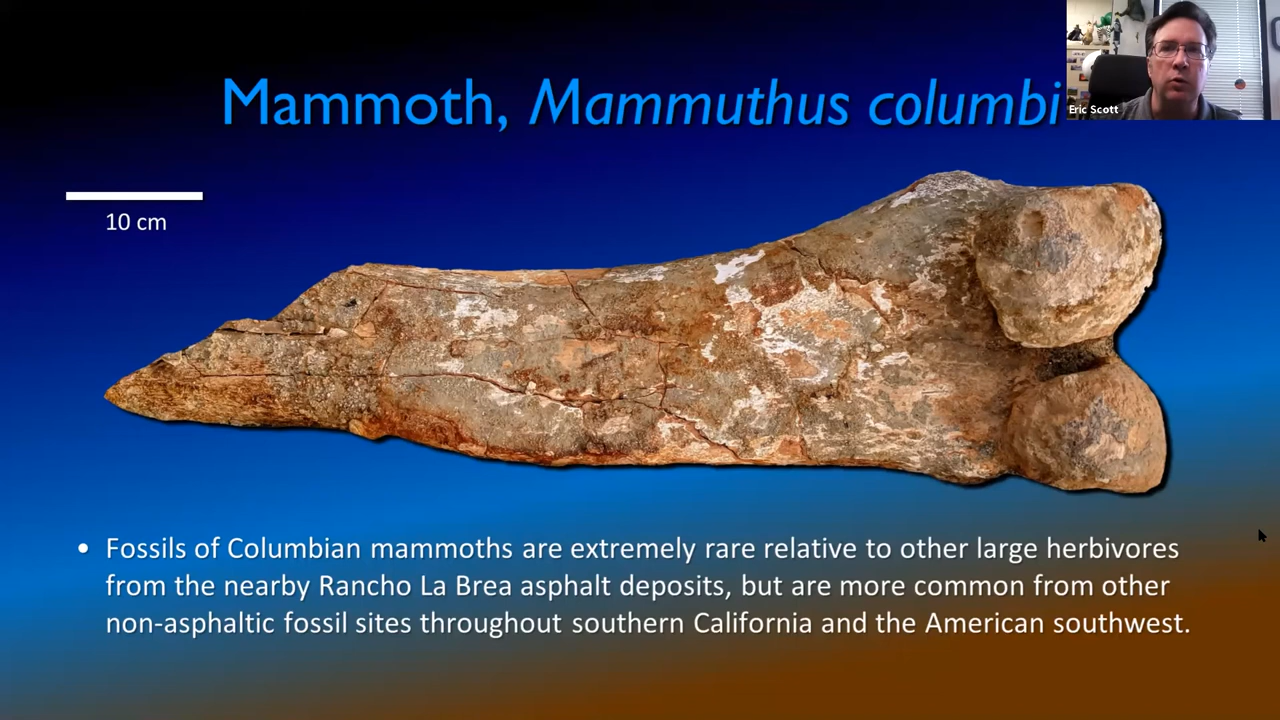 Mammoth, Mammuthus columbi
Eric Scott
10 cm
• Fossils of Columbian mammoths are extremely rare relative to other large herbivores
from the nearby Rancho La Brea asphalt deposits, but are more common from other
non-asphaltic fossil sites throughout southern California and the American southwest.